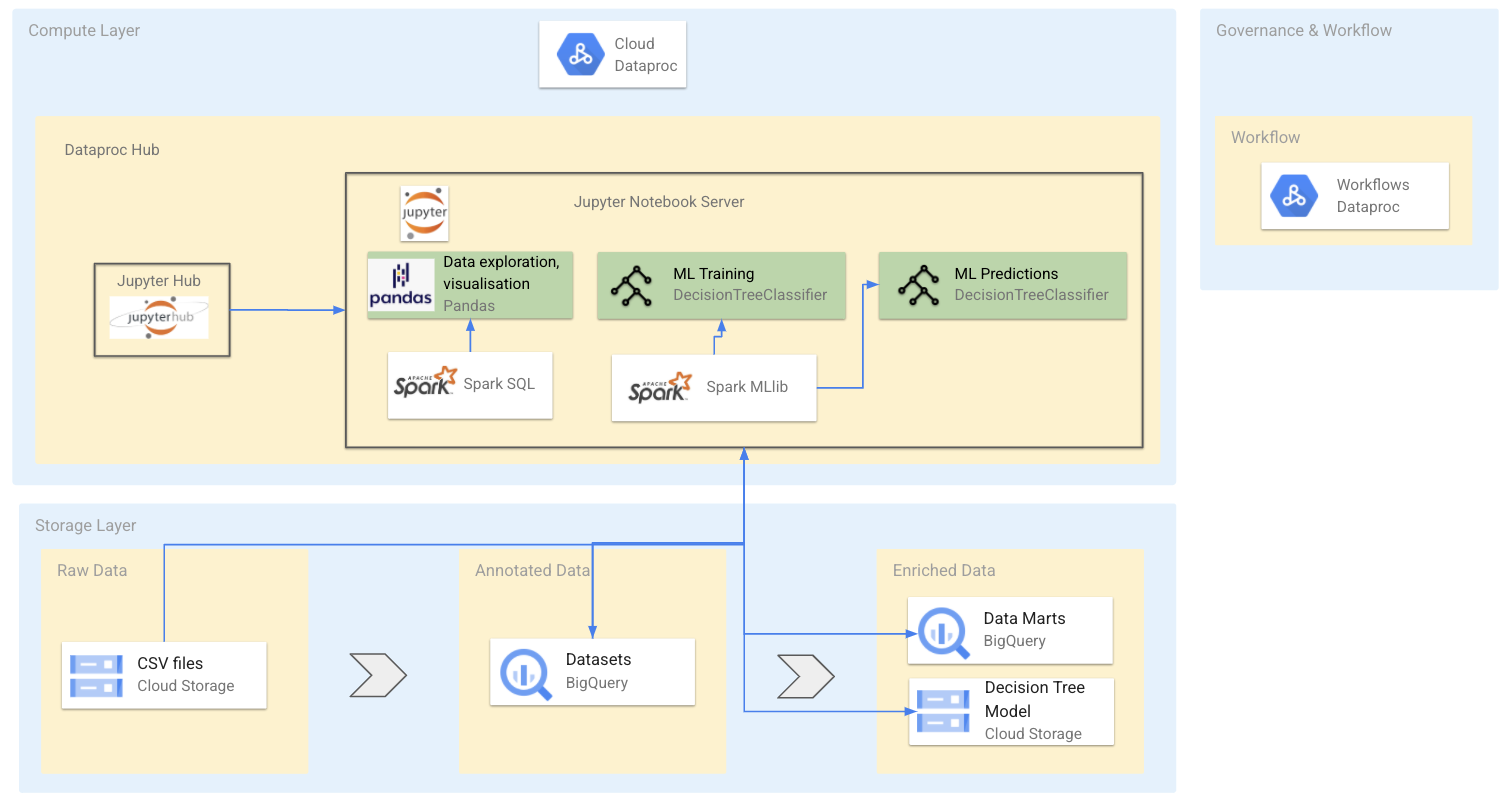 Compute Layer
Cloud
Dataproc
Governance & Workflow
Workflow
Workflows
Dataproc
Dataproc Hub
Jupyter Hub
jupyterhub
jupyter
Jupyter Notebook Server
pandas
Data exploration,
visualisation
Pandas
ML Training
DecisionTreeClassifier
ML Predictions
DecisionTreeClassifier
APACHE
Spark
Spark SQL
APACHE
Spark
Spark MLlib
Storage Layer
Raw Data
CSV files
Cloud Storage
Annotated Data
Datasets
BigQuery
Enriched Data
Data Marts
BigQuery
Decision Tree
Model
Cloud Storage